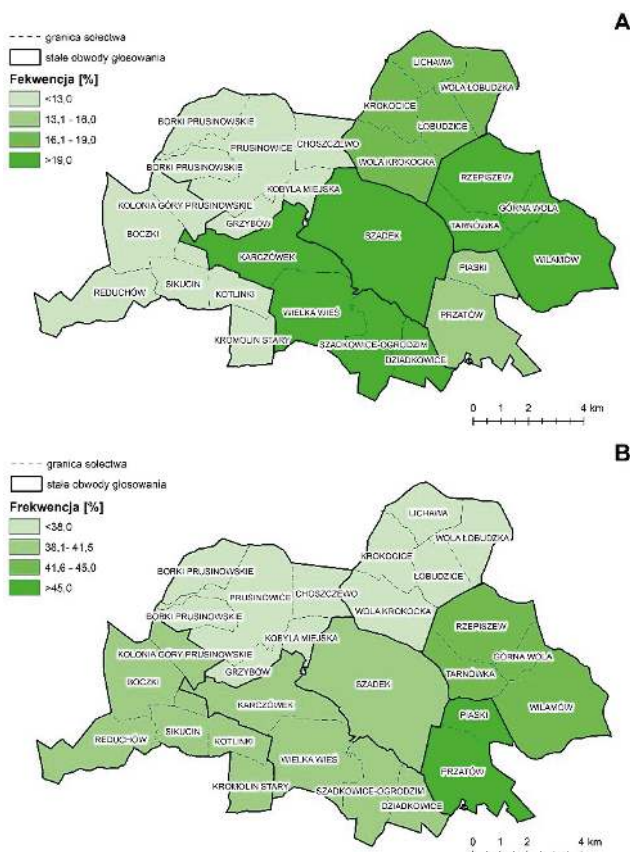 A
granica sołectwa
stałe obwody głosowania
Fekwencja [%]
<13,0
13,1 - 16,0
16,1 - 19,0
>19,0
LICHAWA
WOLA ŁOBUDZKA
KROKOCICE
ŁOBUDZICE
BORKI PRUSINOWSKIE
PRUSINOWICE
CHOSZCZEWO
WOLA KROKOCKA
BORKI PRUSINOWSKIE
RZEPISZEW
KOBYLA MIEJSKA
KOLONIA GÓRY PRUSINOWSKIE
GÓRNA WOLA
GRZYBÓW
TARNÓWKA
BOCZKI
SZADEK
KARCZÓWEK
WILAMÓW
PIASKI
SIKUCIN
REDUCHÓW
KOTLINKI
WIELKA WIEŚ
PRZATÓW
KROMOLIN STARY
SZADKOWICE-OGRODZIM
DZIADKOWICE
0 1 2 4 km
B
granica sołectwa
stałe obwody głosowania
Frekwencja [%]
<38,0
38,1- 41,5
41,6 - 45,0
>45,0
LICHAWA
WOLA ŁOBUDZKA
KROKOCICE
ŁOBUDZICE
BORKI PRUSINOWSKIE
PRUSINOWICE
CHOSZCZEWO
WOLA KROKOCKA
BORKI PRUSINOWSKIE
RZEPISZEW
KOBYLA MIEJSKA
KOLONIA GÓRY PRUSINOWSKIE
GÓRNA WOLA
GRZYBÓW
TARNÓWKA
BOCZKI
SZADEK
KARCZÓWEK
WILAMÓW
PIASKI
SIKUCIN
REDUCHÓW
KOTLINKI
WIELKA WIEŚ
PRZATÓW
KROMOLIN STARY
SZADKOWICE-OGRODZIM
DZIADKOWICE
0 1 2 4 km